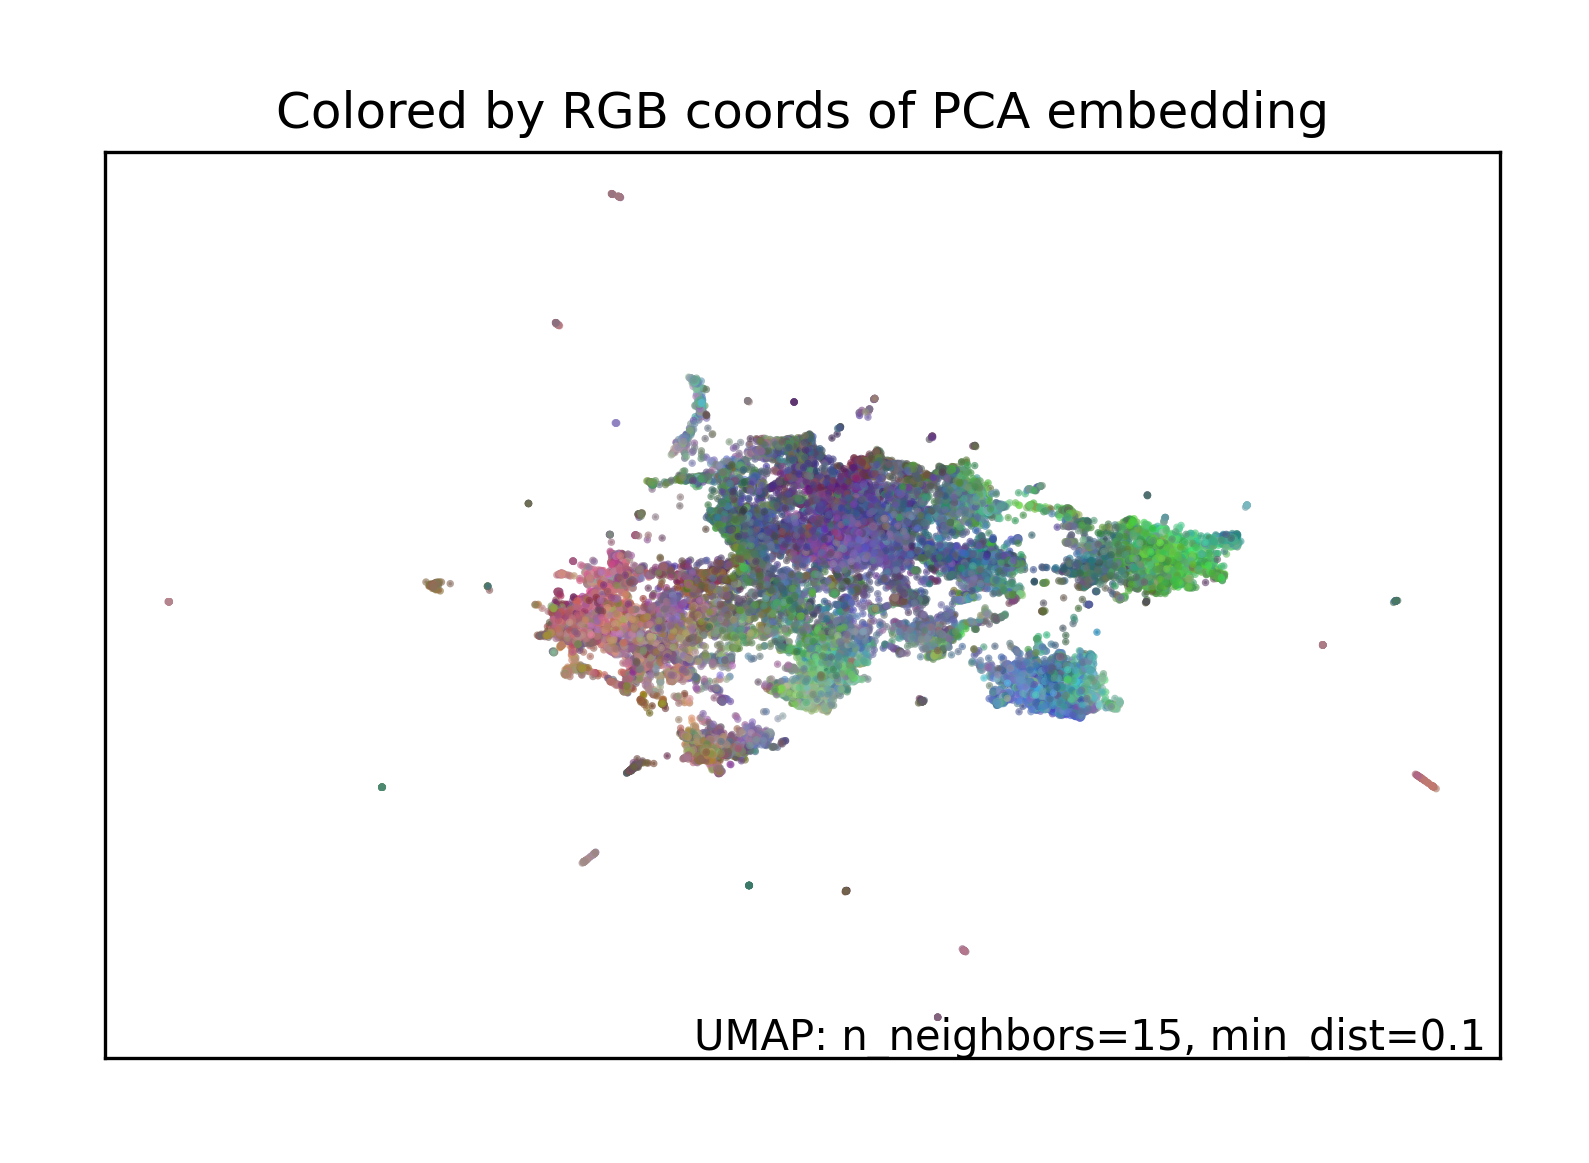 Colored by RGB coords of PCA embedding
UMAP: n_neighbors=15, min_dist=0.1